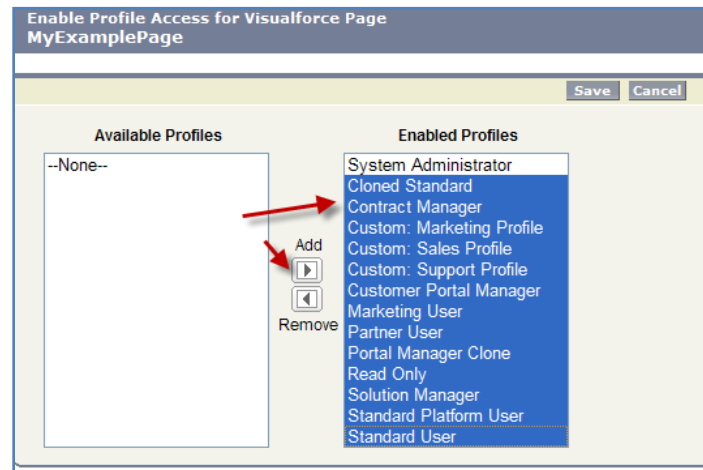 Enable Profile Access for Visualforce Page
MyExamplePage
Save Cancel
Available Profiles
Enabled Profiles
--None--
Add
Remove
System Administrator
Cloned Standard
Contract Manager
Custom: Marketing Profile
Custom: Sales Profile
Custom: Support Profile
Customer Portal Manager
Marketing User
Partner User
Portal Manager Clone
Read Only
Solution Manager
Standard Platform User
Standard User